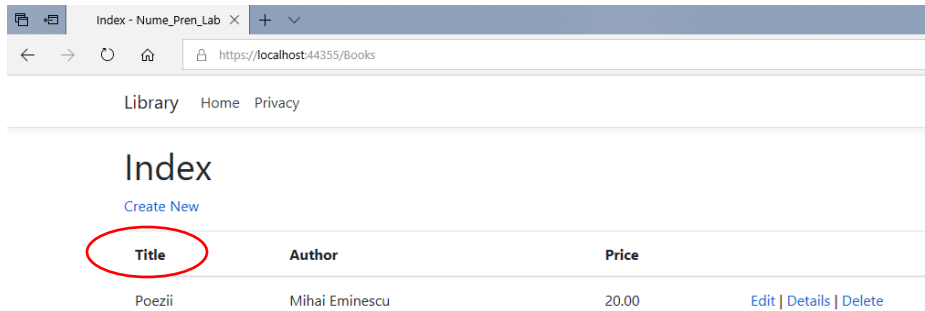 Index - Nume_Pren_Lab
https://localhost:44355/Books
Library Home Privacy
Index
Create New
Title Author Price
Poezii Mihai Eminescu 20.00 Edit | Details | Delete